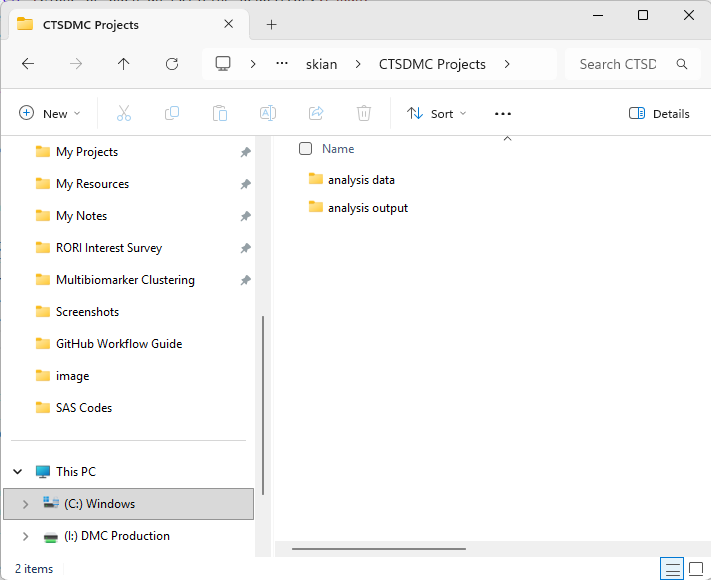 CTSDMC Projects
skian
CTSDMC Projects
Search CTSD
New
Sort
Details
My Projects
My Resources
My Notes
RORI Interest Survey
Multibiomarker Clustering
Screenshots
GitHub Workflow Guide
image
SAS Codes
This PC
(C:) Windows
(I:) DMC Production
Name
analysis data
analysis output
2 items